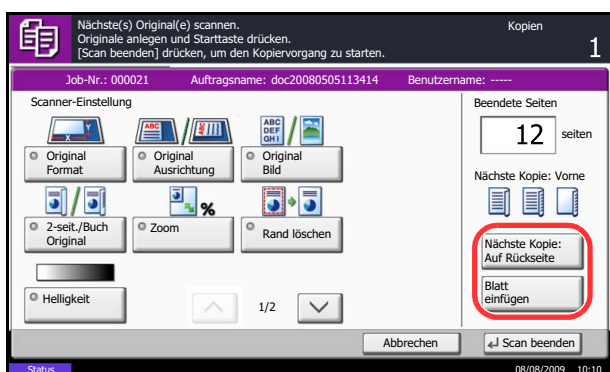 Nächste(s) Original(e) scannen.
Originale anlegen und Starttaste drücken.
[Scan beenden] drücken, um den Kopiervorgang zu starten.
Kopien
1
Job-Nr.: 000021 Auftragsname: doc20080505113414 Benutzername: -----
Scanner-Einstellung
ABC
ABC
DEF
GHI
Original
Format
Original
Ausrichtung
Original
Bild
%
2-seit./Buch
Original
Zoom
Rand löschen
Helligkeit
1/2
Beendete Seiten
12 seiten
Nächste Kopie: Vorne
Nächste Kopie:
Auf Rückseite
Blatt
einfügen
Abbrechen
Scan beenden
Status
08/08/2009 10:10